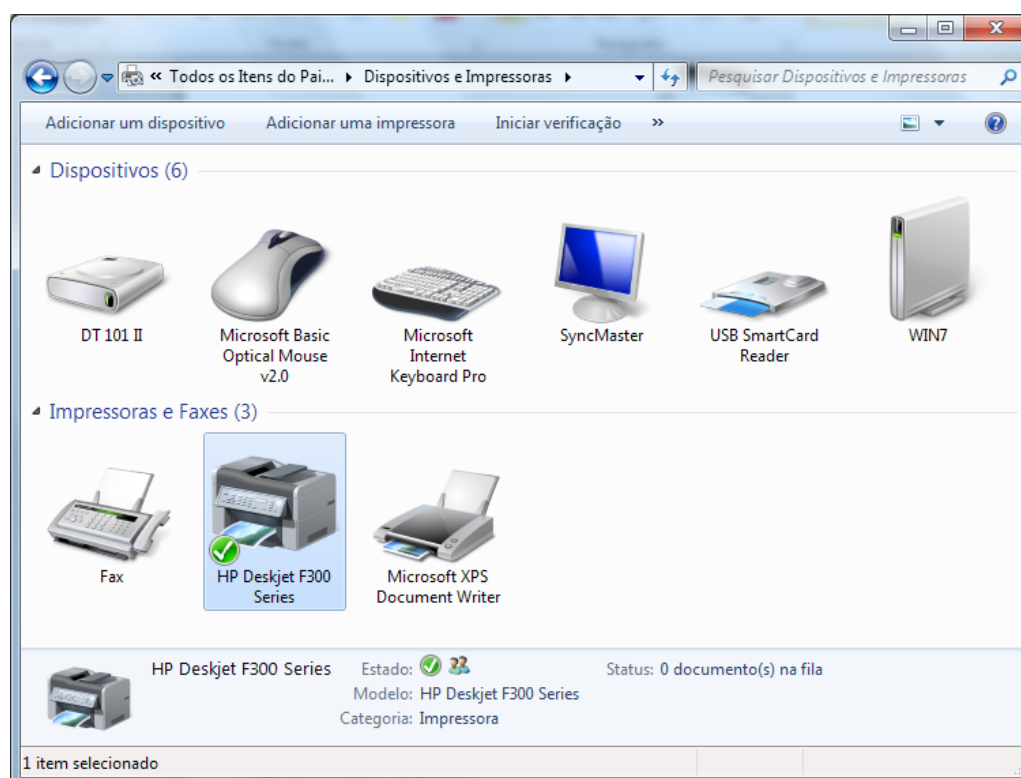 « Todos os Itens do Pai... ▸ Dispositivos e Impressoras ▸ Pesquisar Dispositivos e Impressoras
Adicionar um dispositivo Adicionar uma impressora Iniciar verificação »
Dispositivos (6)
DT 101 II
Microsoft Basic
Optical Mouse
v2.0
Microsoft
Internet
Keyboard Pro
SyncMaster
USB SmartCard
Reader
WIN7
Impressoras e Faxes (3)
Fax
HP Deskjet F300
Series
Microsoft XPS
Document Writer
HP Deskjet F300 Series Estado: Status: 0 documento(s) na fila
Modelo: HP Deskjet F300 Series
Categoria: Impressora
1 item selecionado